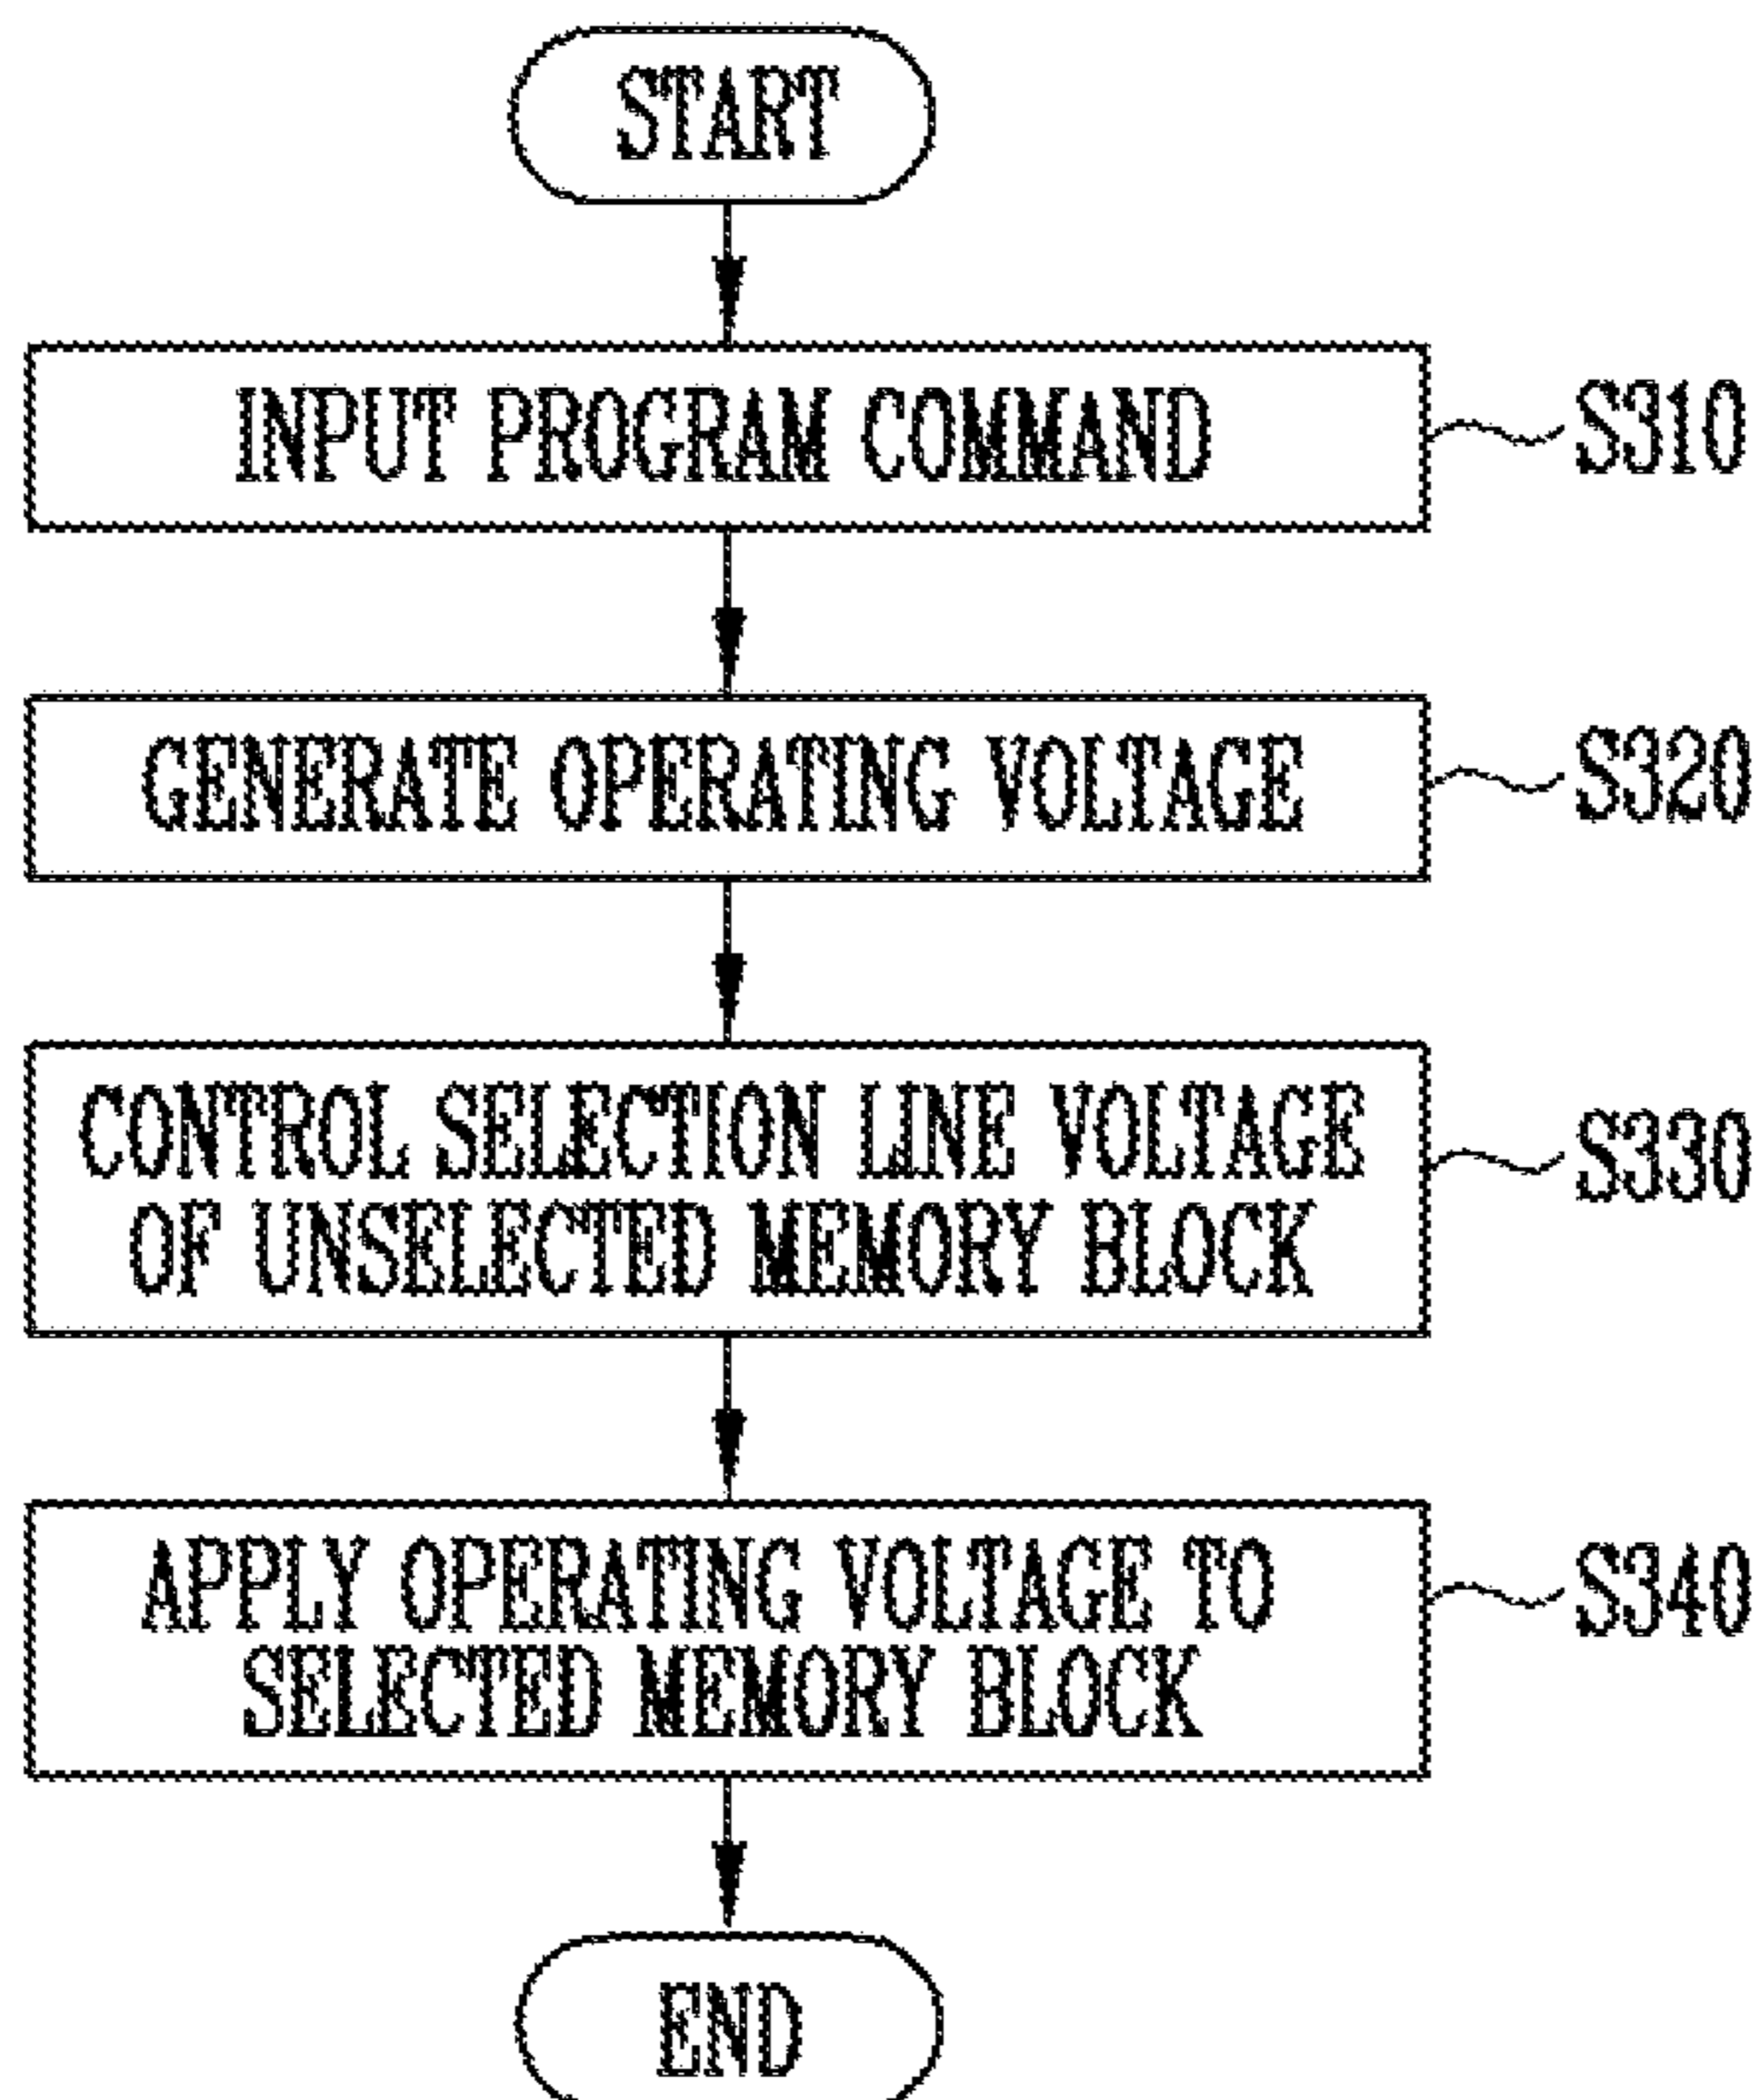 START
INPUT PROGRAM COMMAND
S310
GENERATE OPERATING VOLTAGE
S320
CONTROL SELECTION LINE VOLTAGE
OF UNSELECTED MEMORY BLOCK
S330
APPLY OPERATING VOLTAGE TO
SELECTED MEMORY BLOCK
S340
END